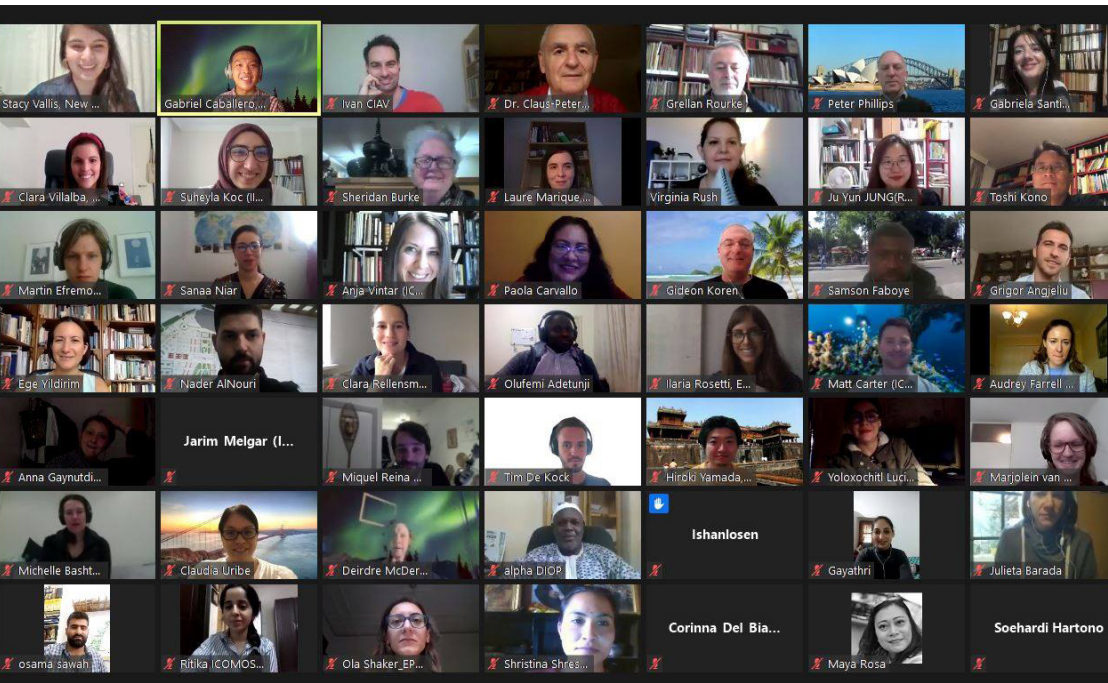 Stacy Vallis, New ...
Gabriel Caballero,...
Ivan CIAV
Dr. Claus-Peter...
Grellan Rourke
Peter Phillips
Gabriela Santi...
Clara Villalba, ...
Suheyla Koc (Il...
Sheridan Burke
Laure Marique,...
Virginia Rush
Ju Yun JUNG(R...
Toshi Kono
Martin Efremo...
Sanaa Niar
Anja Vintar (IC...
Paola Carvallo
Gideon Koren
Samson Faboye
Grigor Angjeliu
Ege Yildirim
Nader AlNouri
Clara Rellensm...
Olufemi Adetunji
Ilaria Rosetti, E...
Matt Carter (IC...
Audrey Farrell ...
Anna Gaynutdi...
Jarim Melgar (I...
Miquel Reina ...
Tim De Kock
Hiroki Yamada,...
Yoloxochitl Luci...
Marjolein van ...
Michelle Basht...
Claudia Uribe
Deirdre McDer...
alpha DIOP
Ishanlosen
Gayathri
Julieta Barada
osama sawah
Ritika ICOMOS...
Ola Shaker_EP...
Shristina Shres...
Corinna Del Bia...
Maya Rosa
Soehardi Hartono